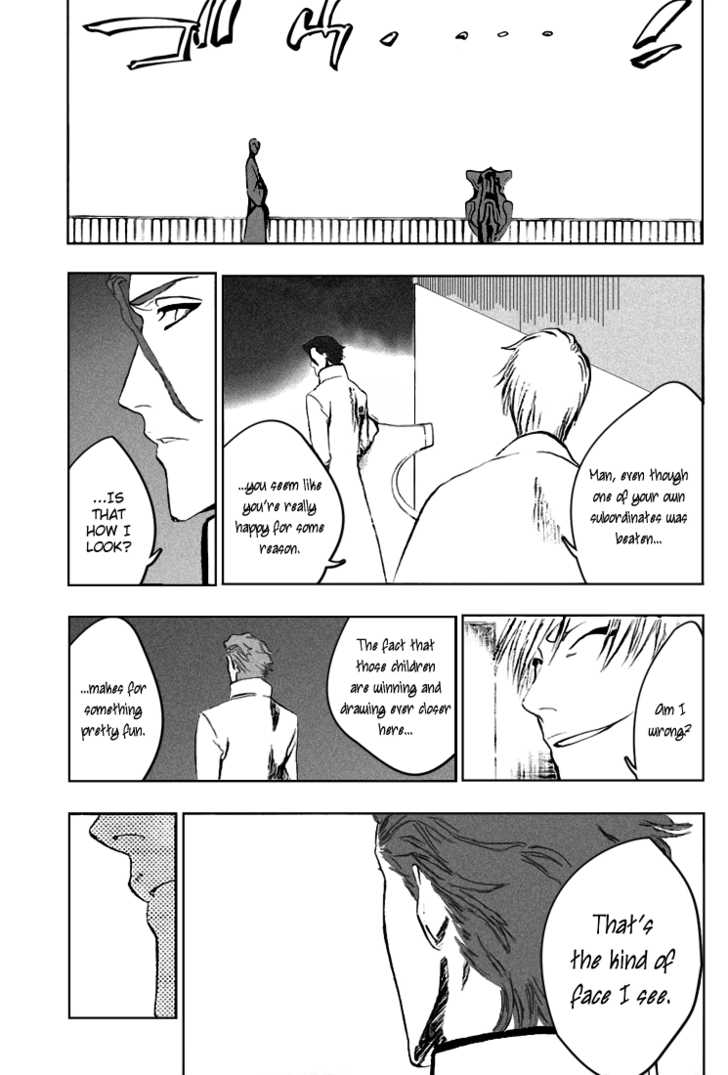 Man, even though
one of your own
subordinates was
beaten...
...you seem like
you're really
happy for some
reason.
...IS
THAT
HOW I
LOOK?
Am I
wrong?
The fact that
those children
are winning and
drawing ever closer
here...
...makes for
something
pretty fun.
That's
the kind of
face I see.